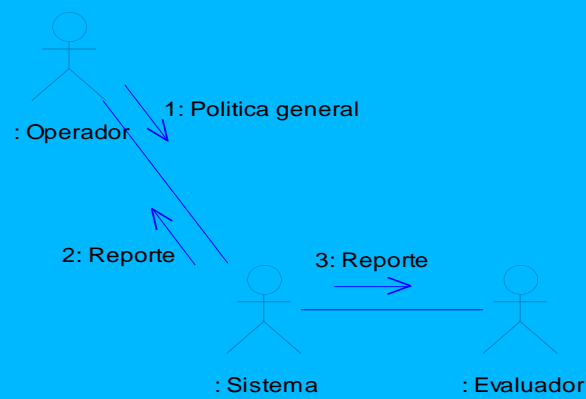 1: Politica general
: Operador
2: Reporte
3: Reporte
: Sistema
: Evaluador